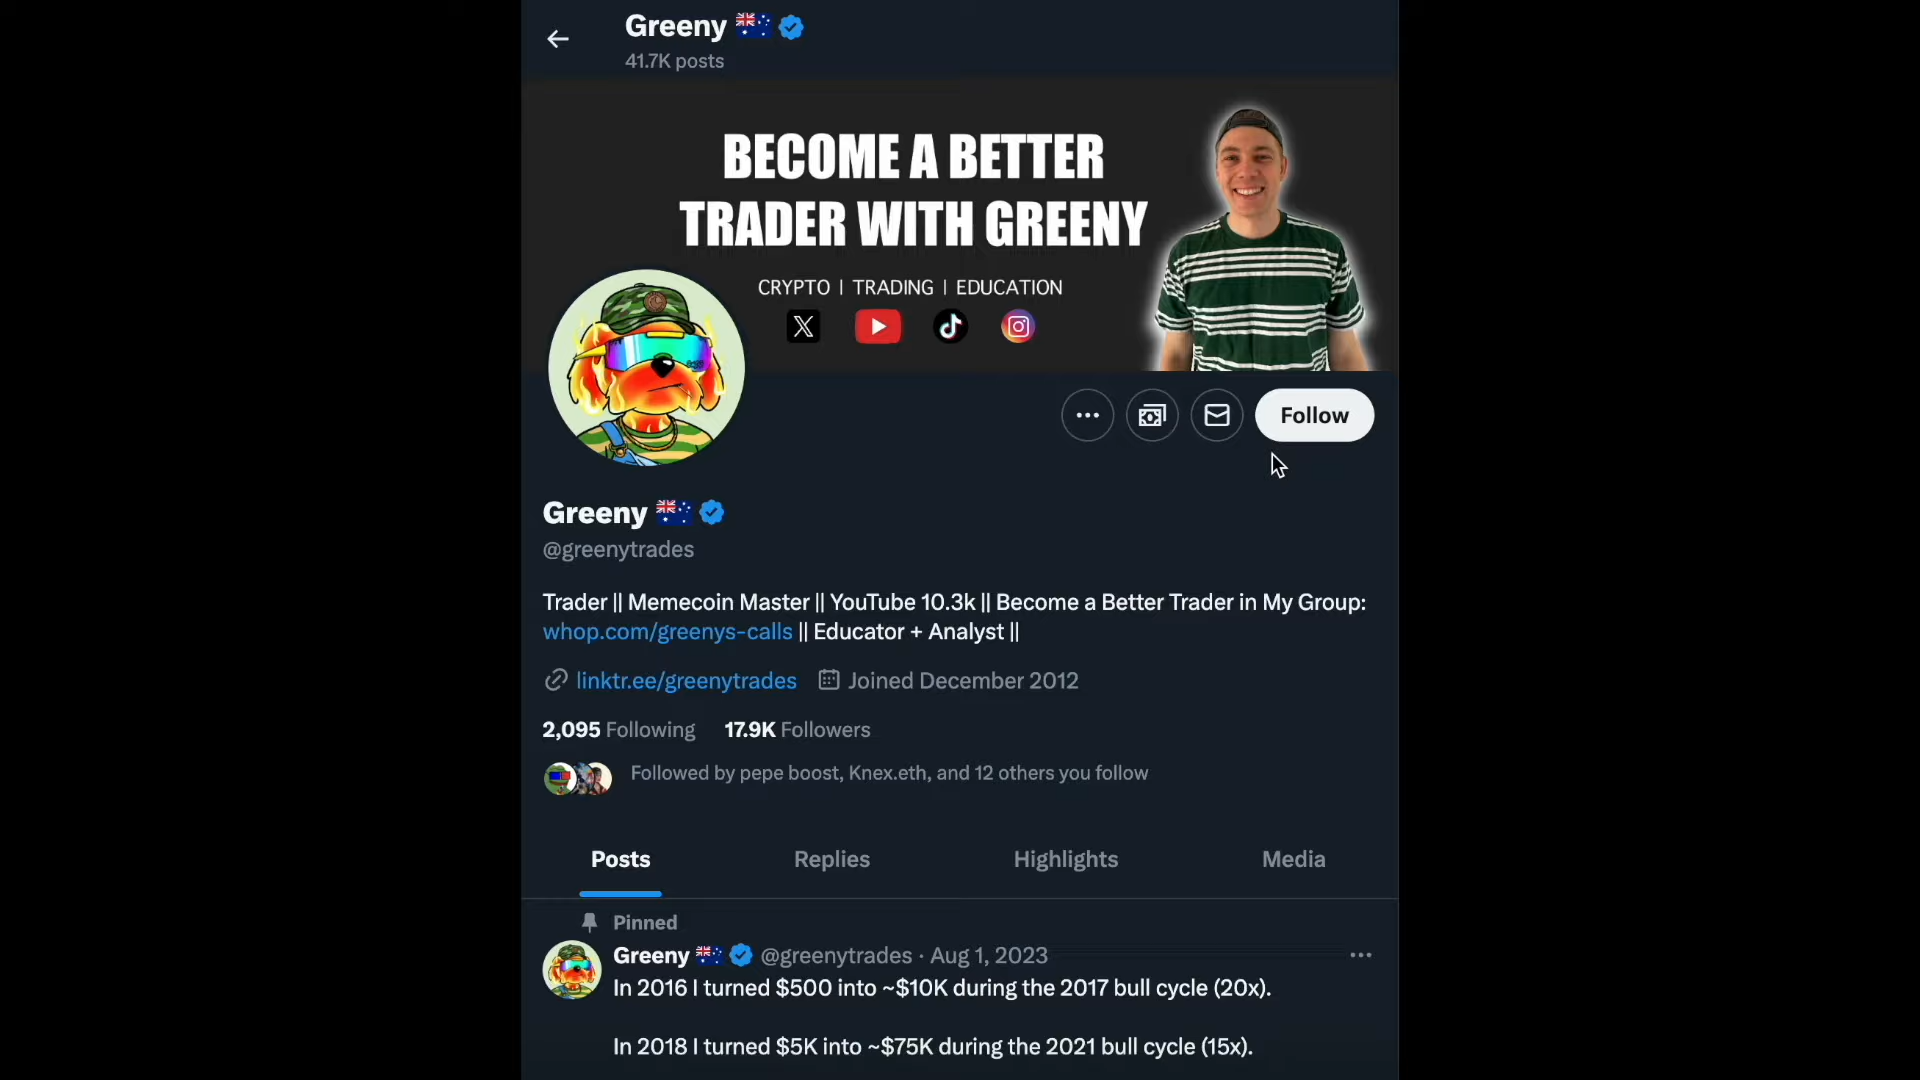 Greeny 🇦🇺
41.7K posts
BECOME A BETTER
TRADER WITH GREENY
CRYPTO | TRADING | EDUCATION
Follow
Greeny 🇦🇺
@greenytrades
Trader || Memecoin Master || YouTube 10.3k || Become a Better Trader in My Group:
whop.com/greenys-calls || Educator + Analyst ||
linktr.ee/greenytrades Joined December 2012
2,095 Following 17.9K Followers
Followed by pepe boost, Knex.eth, and 12 others you follow
Posts Replies Highlights Media
Pinned
Greeny 🇦🇺 @greenytrades · Aug 1, 2023
In 2016 I turned $500 into ~$10K during the 2017 bull cycle (20x).
In 2018 I turned $5K into ~$75K during the 2021 bull cycle (15x).